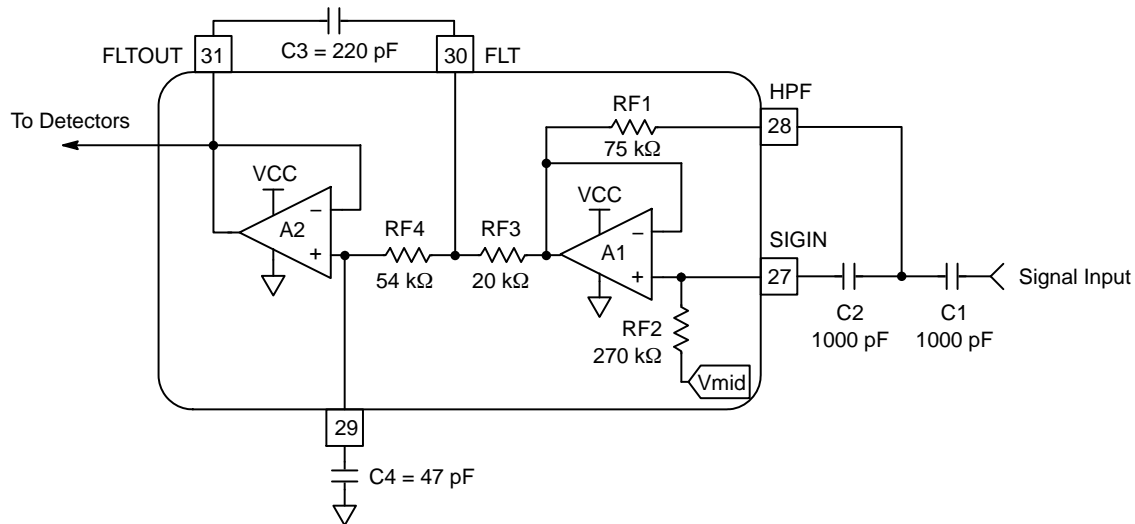 FLTOUT
31
C3 = 220 pF
30
FLT
HPF
28
RF1
75 kΩ
To Detectors
VCC
A2
−
+
RF4
54 kΩ
RF3
20 kΩ
VCC
A1
−
+
SIGIN
27
RF2
270 kΩ
Vmid
C2
1000 pF
C1
1000 pF
Signal Input
29
C4 = 47 pF